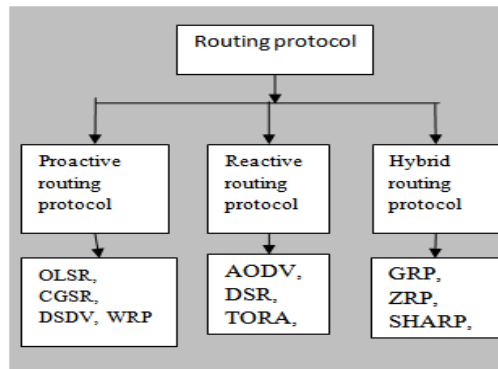 Routing protocol
Proactive
routing
protocol
Reactive
routing
protocol
Hybrid
routing
protocol
OLSR,
CGSR,
DSDV, WRP
AODV,
DSR,
TORA,
GRP,
ZRP,
SHARP,